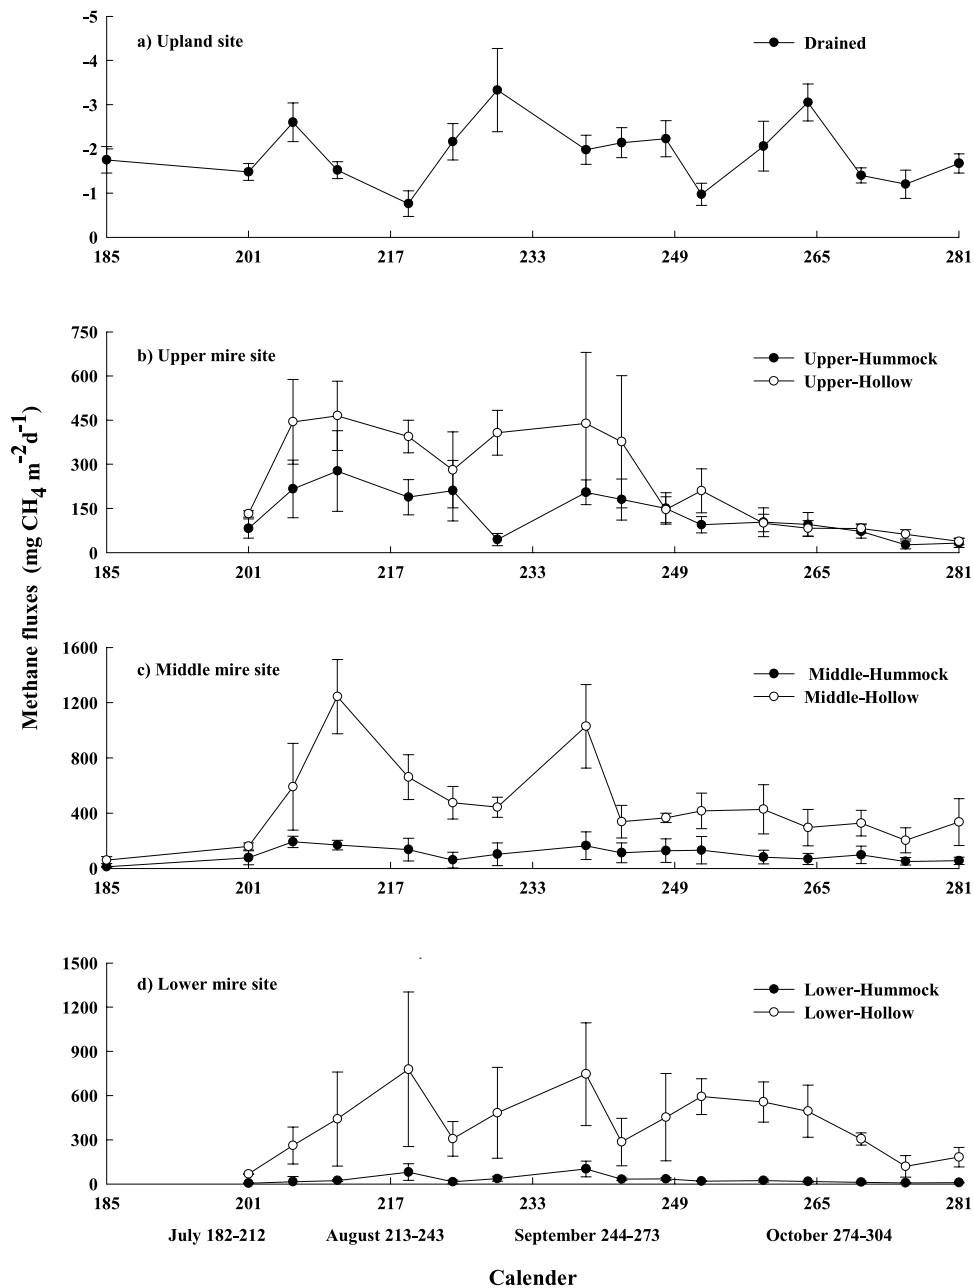 Methane fluxes (mg CH4 m−2d−1)
a) Upland site
Drained
-5
-4
-3
-2
-1
0
185 201 217 233 249 265 281
b) Upper mire site
Upper-Hummock
Upper-Hollow
750
600
450
300
150
0
185 201 217 233 249 265 281
c) Middle mire site
Middle-Hummock
Middle-Hollow
1600
1200
800
400
0
185 201 217 233 249 265 281
d) Lower mire site
Lower-Hummock
Lower-Hollow
1500
1200
900
600
300
0
185 201 217 233 249 265 281
July 182-212 August 213-243 September 244-273 October 274-304
Calender